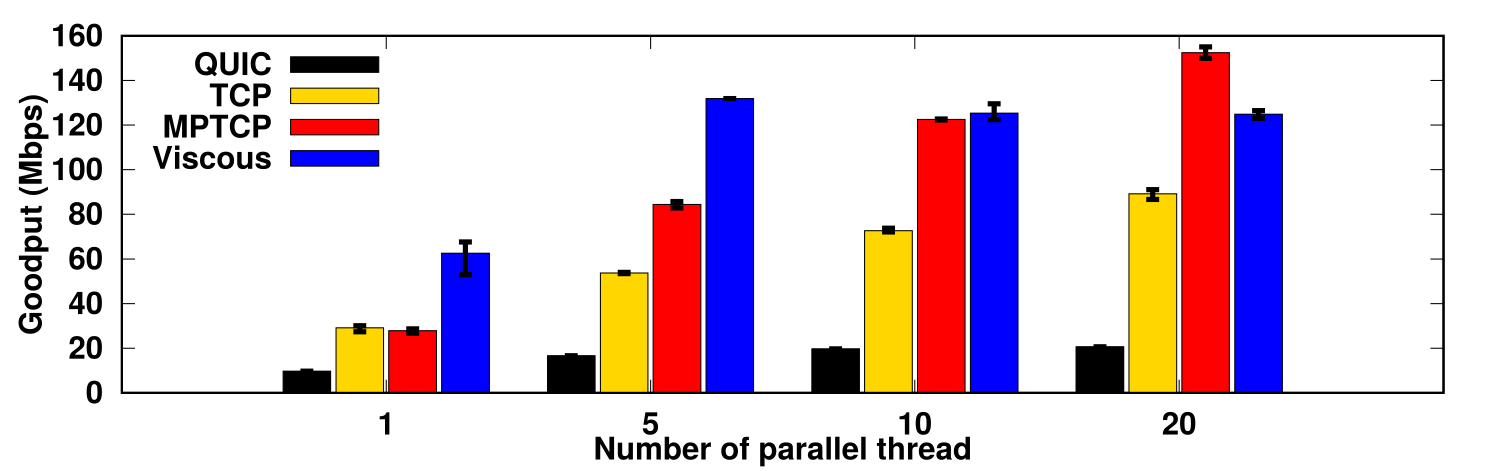 Goodput (Mbps)
160
140
120
100
80
60
40
20
0
QUIC
TCP
MPTCP
Viscous
1 5 10 20
Number of parallel thread